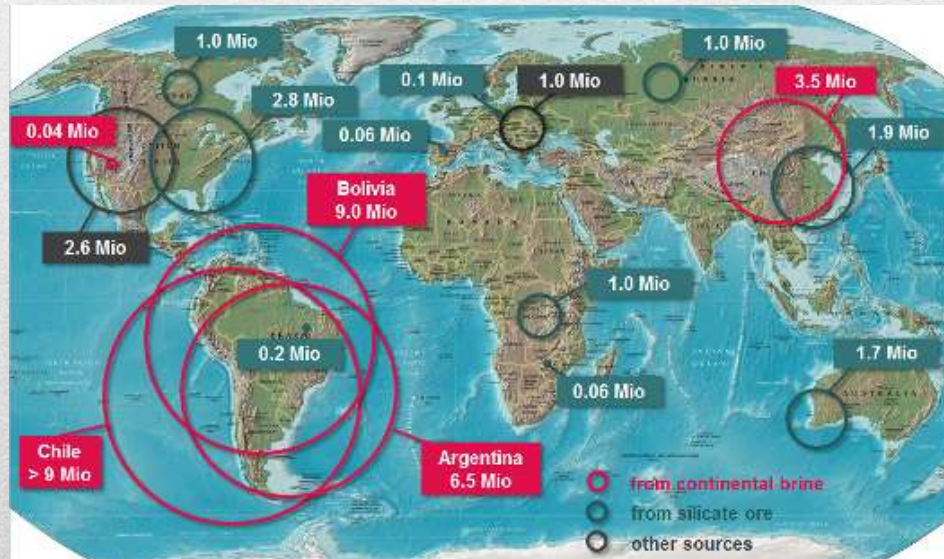 1.0 Mio
1.0 Mio
0.1 Mio
1.0 Mio
3.5 Mio
2.8 Mio
0.04 Mio
0.06 Mio
1.9 Mio
Bolivia
9.0 Mio
2.6 Mio
1.0 Mio
0.2 Mio
1.7 Mio
0.06 Mio
Chile
> 9 Mio
Argentina
6.5 Mio
from continental brine
from silicate ore
other sources